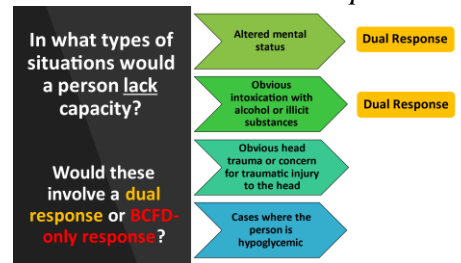 In what types of
situations would
a person lack
capacity?
Would these
involve a dual
response or BCFD-
only response?
Altered mental
status
Dual Response
Obvious
intoxication with
alcohol or illicit
substances
Dual Response
Obvious head
trauma or concern
for traumatic injury
to the head
Cases where the
person is
hypoglycemic